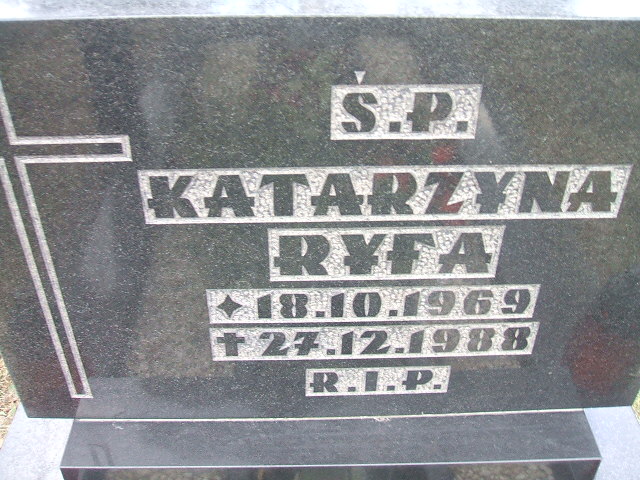 Ś.P.
KATARZYNA
RYFA
✦ 18.10.1969
✝ 27.12.1988
R.I.P.